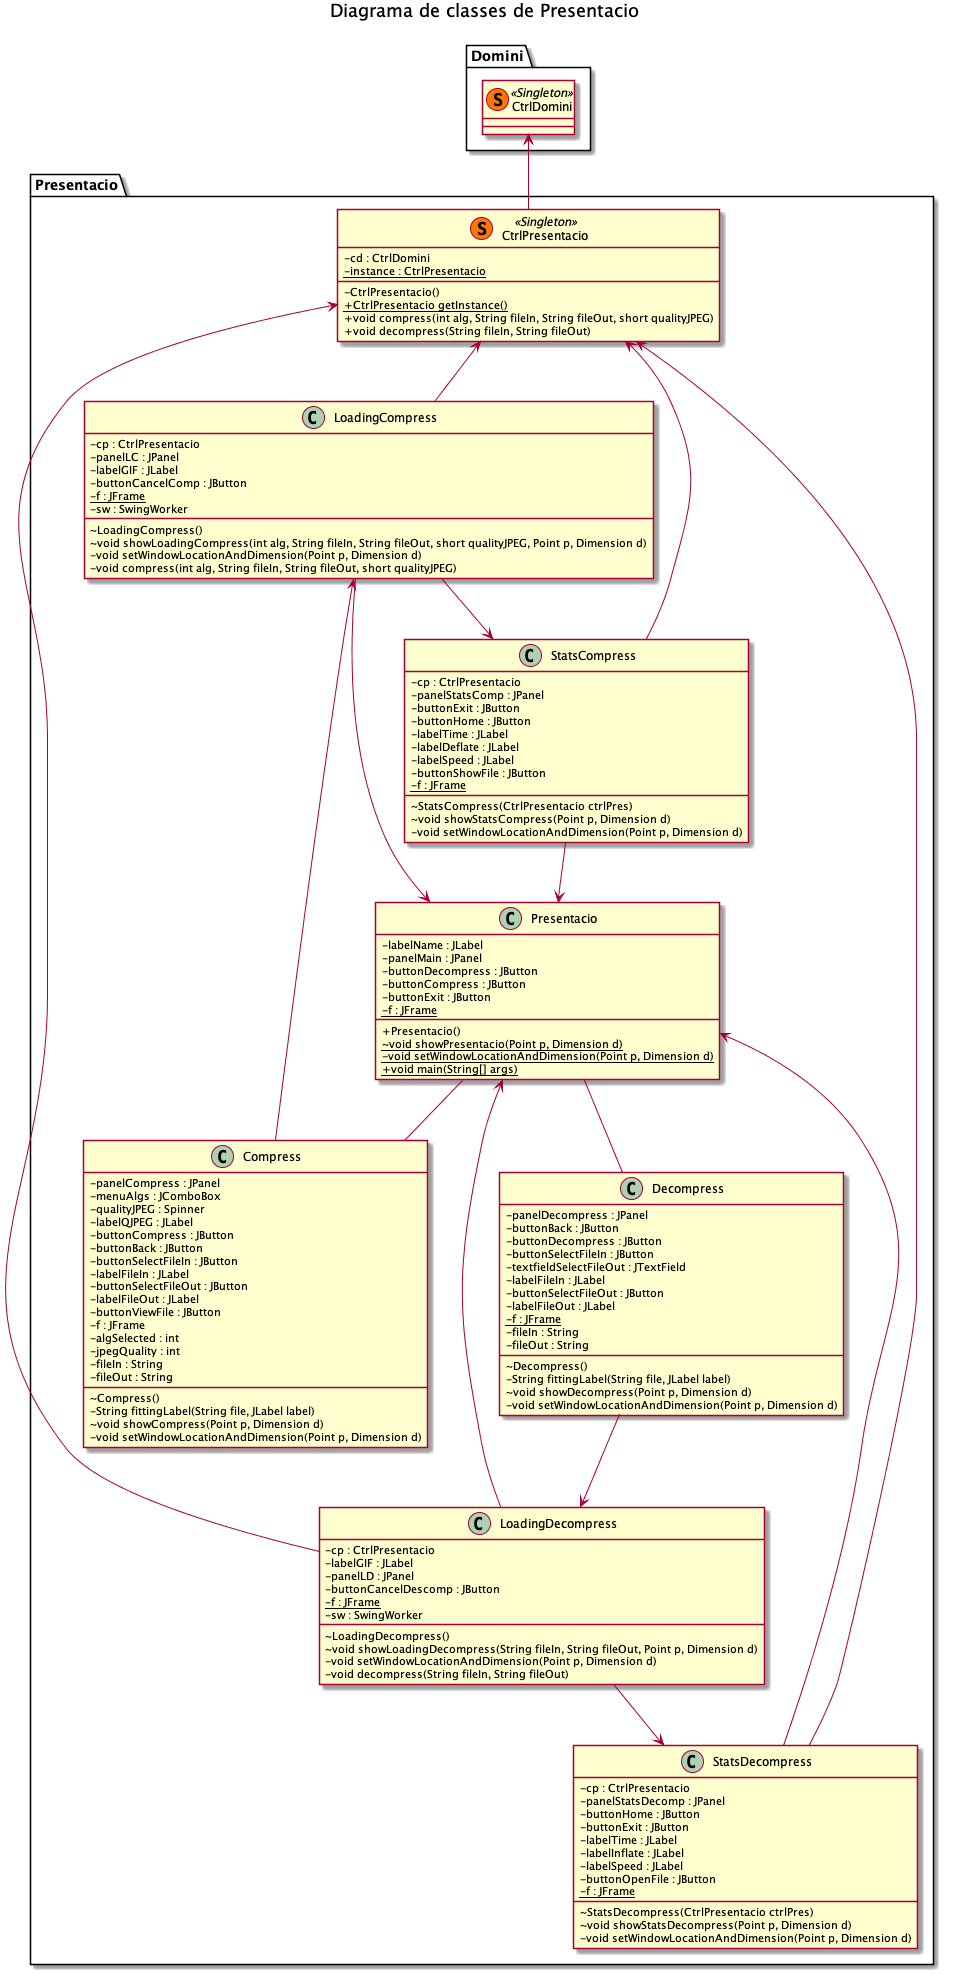 Diagrama de classes de Presentacio
Domini
S «Singleton»
CtrlDomini
Presentacio
S «Singleton»
CtrlPresentacio
-cd : CtrlDomini
-instance : CtrlPresentacio
-CtrlPresentacio()
+CtrlPresentacio getInstance()
+void compress(int alg, String fileIn, String fileOut, short qualityJPEG)
+void decompress(String fileIn, String fileOut)
C LoadingCompress
-cp : CtrlPresentacio
-panelLC : JPanel
-labelGIF : JLabel
-buttonCancelComp : JButton
-f : JFrame
-sw : SwingWorker
~LoadingCompress()
~void showLoadingCompress(int alg, String fileIn, String fileOut, short qualityJPEG, Point p, Dimension d)
-void setWindowLocationAndDimension(Point p, Dimension d)
-void compress(int alg, String fileIn, String fileOut, short qualityJPEG)
C StatsCompress
-cp : CtrlPresentacio
-panelStatsComp : JPanel
-buttonExit : JButton
-buttonHome : JButton
-labelTime : JLabel
-labelDeflate : JLabel
-labelSpeed : JLabel
-buttonShowFile : JButton
-f : JFrame
~StatsCompress(CtrlPresentacio ctrlPres)
~void showStatsCompress(Point p, Dimension d)
-void setWindowLocationAndDimension(Point p, Dimension d)
C Presentacio
-labelName : JLabel
-panelMain : JPanel
-buttonDecompress : JButton
-buttonCompress : JButton
-buttonExit : JButton
-f : JFrame
+Presentacio()
~void showPresentacio(Point p, Dimension d)
-void setWindowLocationAndDimension(Point p, Dimension d)
+void main(String[] args)
C Compress
-panelCompress : JPanel
-menuAlgs : JComboBox
-qualityJPEG : Spinner
-labelQJPEG : JLabel
-buttonCompress : JButton
-buttonBack : JButton
-buttonSelectFileIn : JButton
-labelFileIn : JLabel
-buttonSelectFileOut : JButton
-labelFileOut : JLabel
-buttonViewFile : JButton
-f : JFrame
-algSelected : int
-jpegQuality : int
-fileIn : String
-fileOut : String
~Compress()
-String fittingLabel(String file, JLabel label)
~void showCompress(Point p, Dimension d)
-void setWindowLocationAndDimension(Point p, Dimension d)
C Decompress
-panelDecompress : JPanel
-buttonBack : JButton
-buttonDecompress : JButton
-buttonSelectFileIn : JButton
-textfieldSelectFileOut : JTextField
-labelFileIn : JLabel
-buttonSelectFileOut : JButton
-labelFileOut : JLabel
-f : JFrame
-fileIn : String
-fileOut : String
~Decompress()
-String fittingLabel(String file, JLabel label)
~void showDecompress(Point p, Dimension d)
-void setWindowLocationAndDimension(Point p, Dimension d)
C LoadingDecompress
-cp : CtrlPresentacio
-labelGIF : JLabel
-panelLD : JPanel
-buttonCancelDescomp : JButton
-f : JFrame
-sw : SwingWorker
~LoadingDecompress()
~void showLoadingDecompress(String fileIn, String fileOut, Point p, Dimension d)
-void setWindowLocationAndDimension(Point p, Dimension d)
-void decompress(String fileIn, String fileOut)
C StatsDecompress
-cp : CtrlPresentacio
-panelStatsDecomp : JPanel
-buttonHome : JButton
-buttonExit : JButton
-labelTime : JLabel
-labelInflate : JLabel
-labelSpeed : JLabel
-buttonOpenFile : JButton
-f : JFrame
~StatsDecompress(CtrlPresentacio ctrlPres)
~void showStatsDecompress(Point p, Dimension d)
-void setWindowLocationAndDimension(Point p, Dimension d)